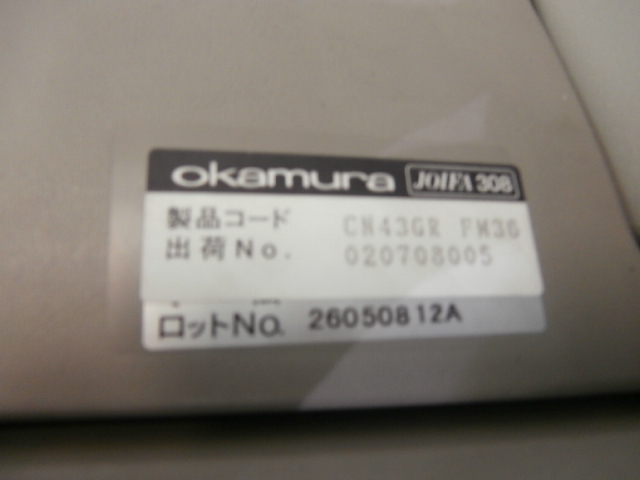 okamura JOIFA 308
製品コード CN43GR FW36
出荷No. 020708005
ロットNo. 26050812A